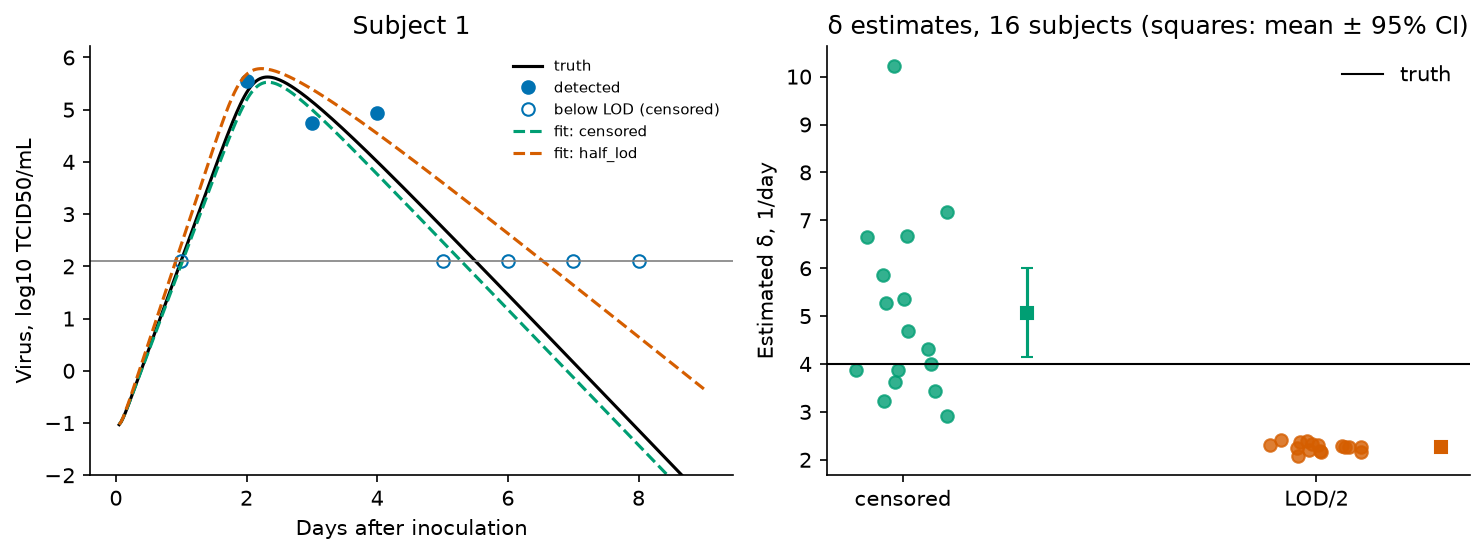 Subject 1
Virus, log10 TCID50/mL
6
5
4
3
2
1
0
−1
−2
0
2
4
6
8
Days after inoculation
truth
detected
below LOD (censored)
fit: censored
fit: half_lod
δ estimates, 16 subjects (squares: mean ± 95% CI)
Estimated δ, 1/day
10
9
8
7
6
5
4
3
2
censored
LOD/2
truth